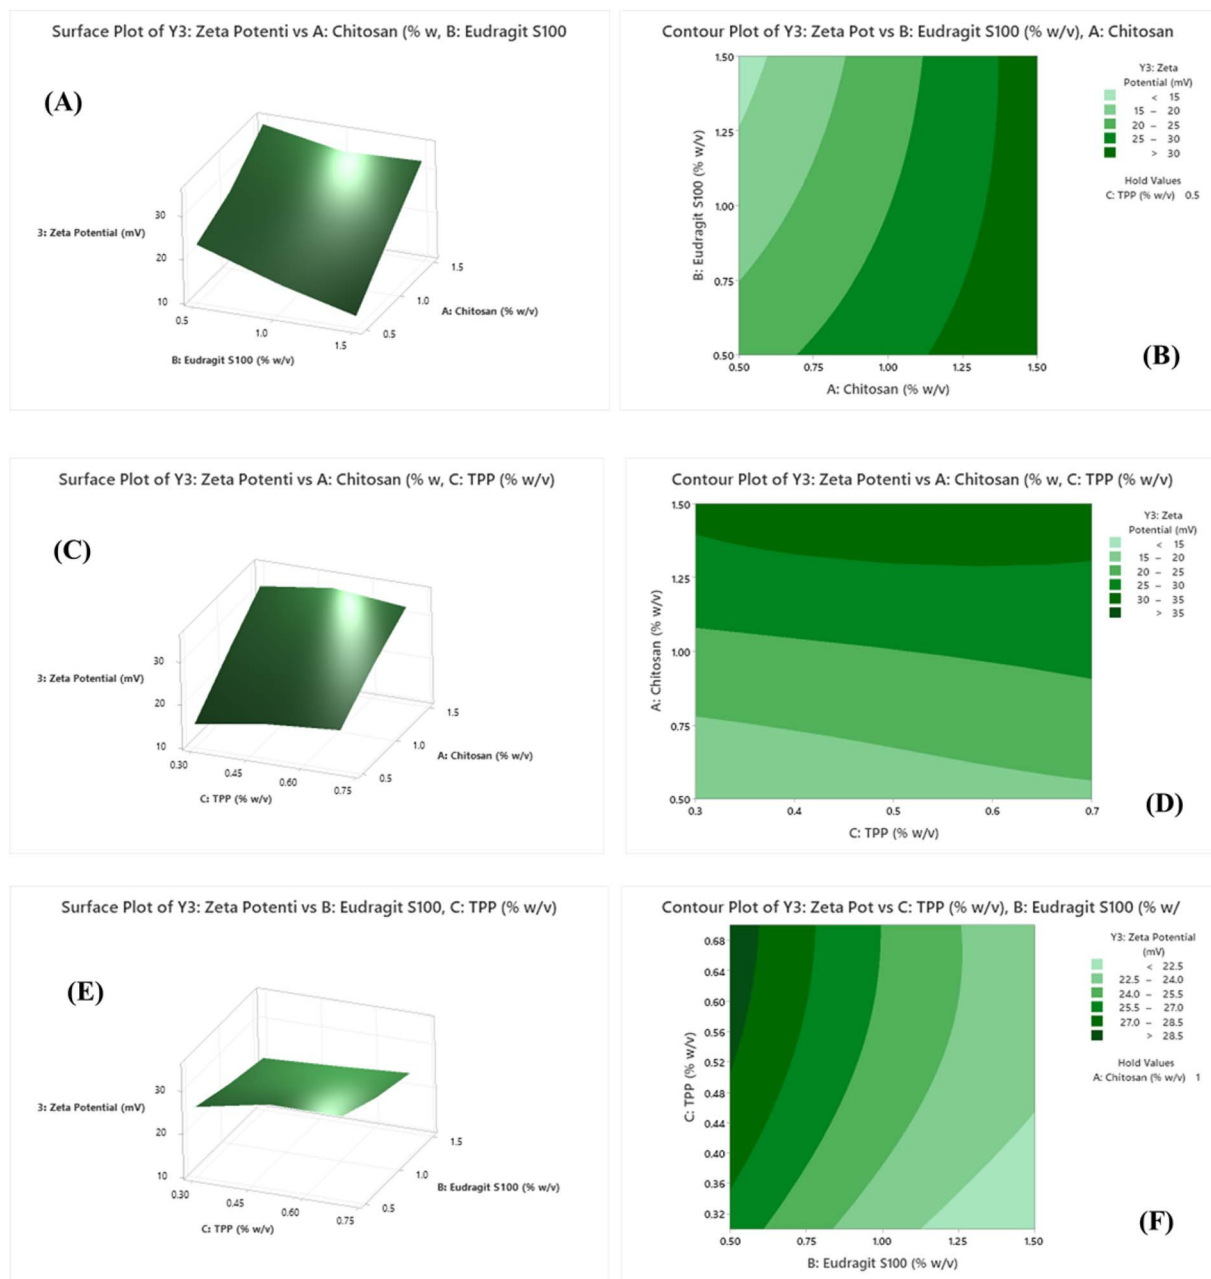 Surface Plot of Y3: Zeta Potenti vs A: Chitosan (% w, B: Eudragit S100
(A)
30
3: Zeta Potential (mV)
20
10
0.5
1.0
1.5
B: Eudragit S100 (% w/v)
0.5
1.0
1.5
A: Chitosan (% w/v)
Contour Plot of Y3: Zeta Pot vs B: Eudragit S100 (% w/v), A: Chitosan
1.50
1.25
1.00
0.75
0.50
B: Eudragit S100 (% w/v)
0.50 0.75 1.00 1.25 1.50
A: Chitosan (% w/v)
Y3: Zeta
Potential (mV)
< 15
15 – 20
20 – 25
25 – 30
> 30
Hold Values
C: TPP (% w/v) 0.5
(B)
Surface Plot of Y3: Zeta Potenti vs A: Chitosan (% w, C: TPP (% w/v)
(C)
30
3: Zeta Potential (mV)
20
10
0.30
0.45
0.60
0.75
C: TPP (% w/v)
0.5
1.0
1.5
A: Chitosan (% w/v)
Contour Plot of Y3: Zeta Potenti vs A: Chitosan (% w, C: TPP (% w/v)
1.50
1.25
1.00
0.75
0.50
A: Chitosan (% w/v)
0.3 0.4 0.5 0.6 0.7
C: TPP (% w/v)
Y3: Zeta
Potential (mV)
< 15
15 – 20
20 – 25
25 – 30
30 – 35
> 35
(D)
Surface Plot of Y3: Zeta Potenti vs B: Eudragit S100, C: TPP (% w/v)
(E)
30
3: Zeta Potential (mV)
20
10
0.30
0.45
0.60
0.75
C: TPP (% w/v)
0.5
1.0
1.5
B: Eudragit S100 (% w/v)
Contour Plot of Y3: Zeta Pot vs C: TPP (% w/v), B: Eudragit S100 (% w/
0.68
0.64
0.60
0.56
0.52
0.48
0.44
0.40
0.36
0.32
C: TPP (% w/v)
0.50 0.75 1.00 1.25 1.50
B: Eudragit S100 (% w/v)
Y3: Zeta Potential
(mV)
< 22.5
22.5 – 24.0
24.0 – 25.5
25.5 – 27.0
27.0 – 28.5
> 28.5
Hold Values
A: Chitosan (% w/v) 1
(F)